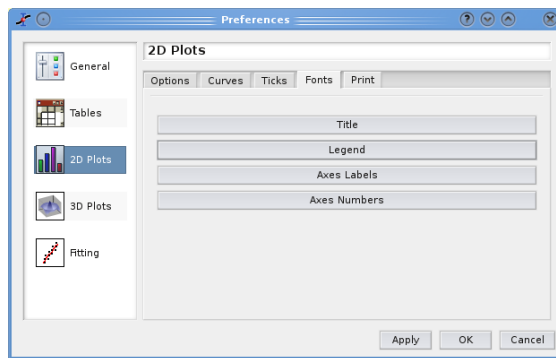 Preferences
General
Tables
2D Plots
3D Plots
Fitting
2D Plots
Options Curves Ticks Fonts Print
Title
Legend
Axes Labels
Axes Numbers
Apply OK Cancel